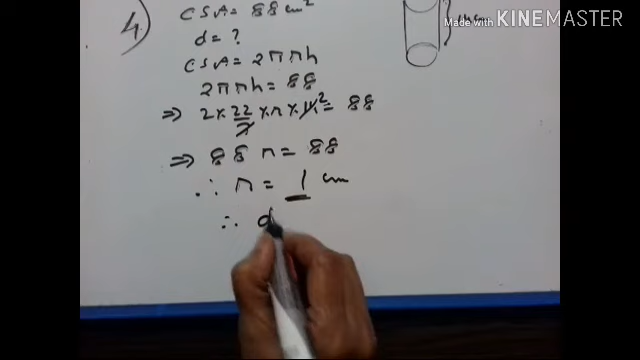 4.) CSA = 88 cm²
d = ?
CSA = 2πrh
2πrh = 88
⇒ 2 × 22/7 × r × 14² = 88
⇒ 88 r = 88
∴ r = 1 cm
∴ d
Made with KINEMASTER